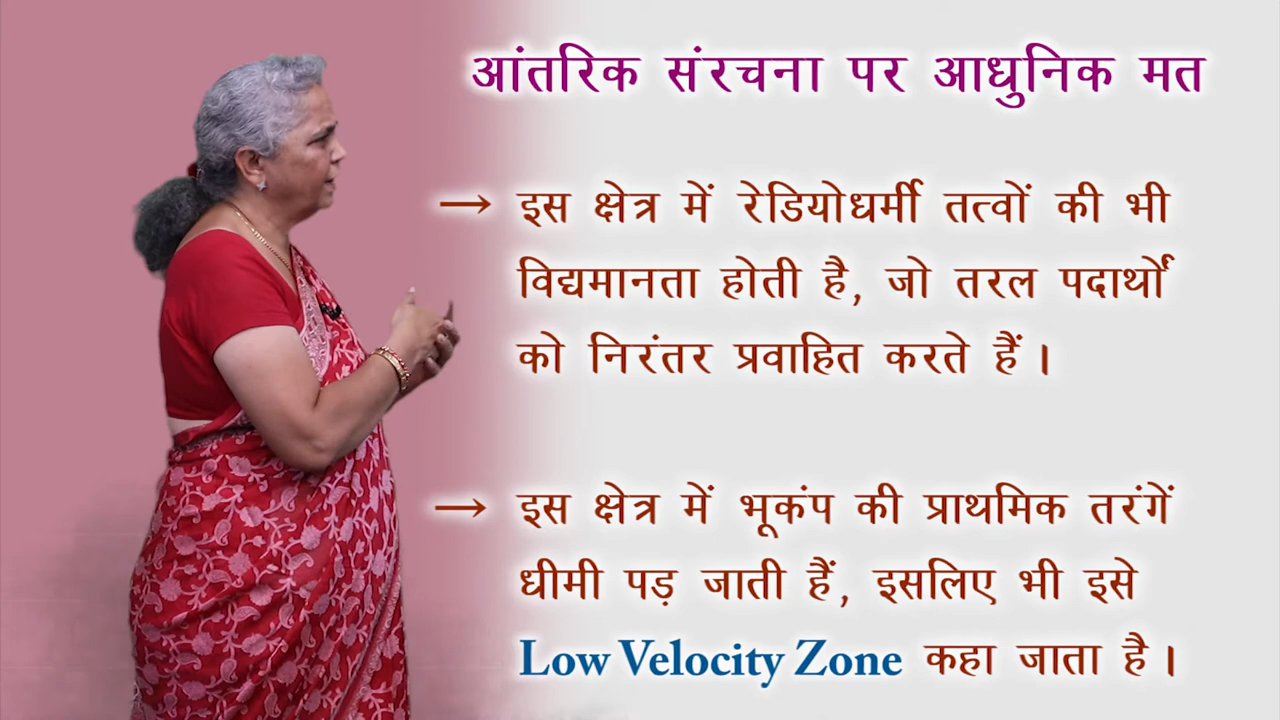 आंतरिक संरचना पर आधुनिक मत
→ इस क्षेत्र में रेडियोधर्मी तत्वों की भी
विद्यमानता होती है, जो तरल पदार्थों
को निरंतर प्रवाहित करते हैं।
→ इस क्षेत्र में भूकंप की प्राथमिक तरंगें
धीमी पड़ जाती हैं, इसलिए भी इसे
Low Velocity Zone कहा जाता है।